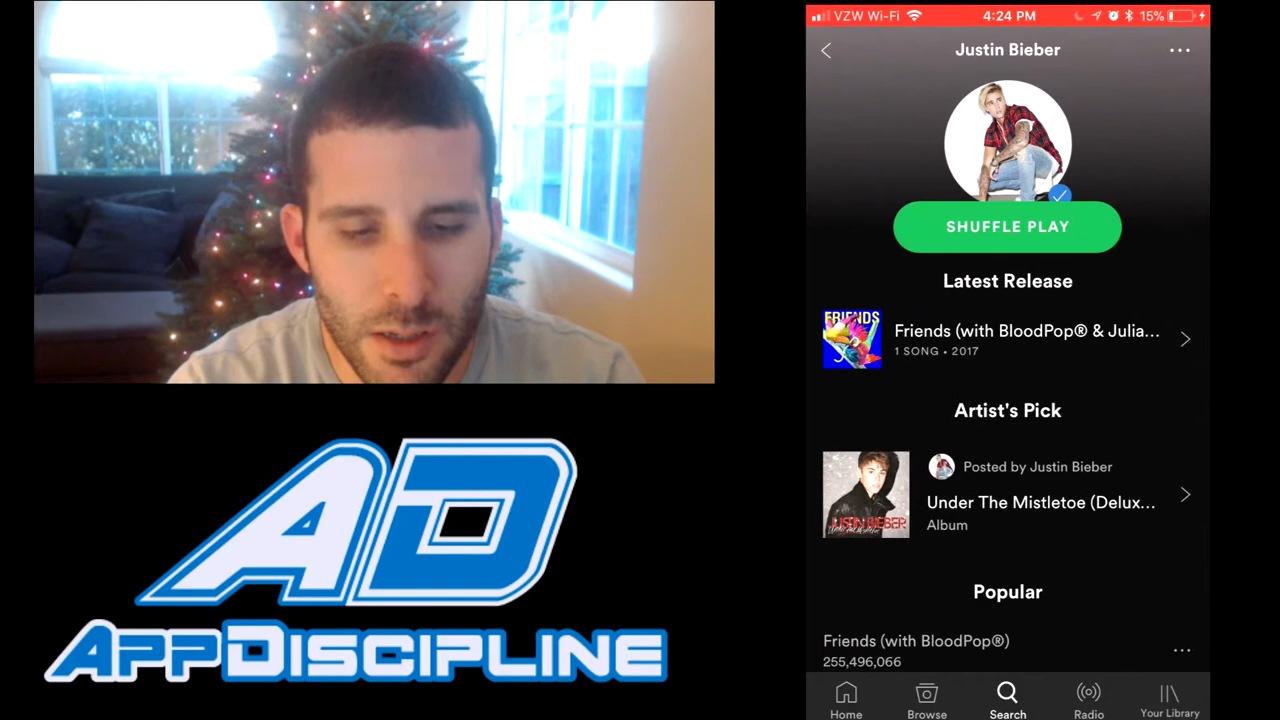 VZW Wi-Fi 4:24 PM 15%
Justin Bieber
SHUFFLE PLAY
Latest Release
FRIENDS
Friends (with BloodPop® & Julia...
1 SONG • 2017
Artist's Pick
Posted by Justin Bieber
Under The Mistletoe (Delux...
Album
JUSTIN BIEBER
Popular
Friends (with BloodPop®)
255,496,066
Home Browse Search Radio Your Library
AD
APPDISCIPLINE